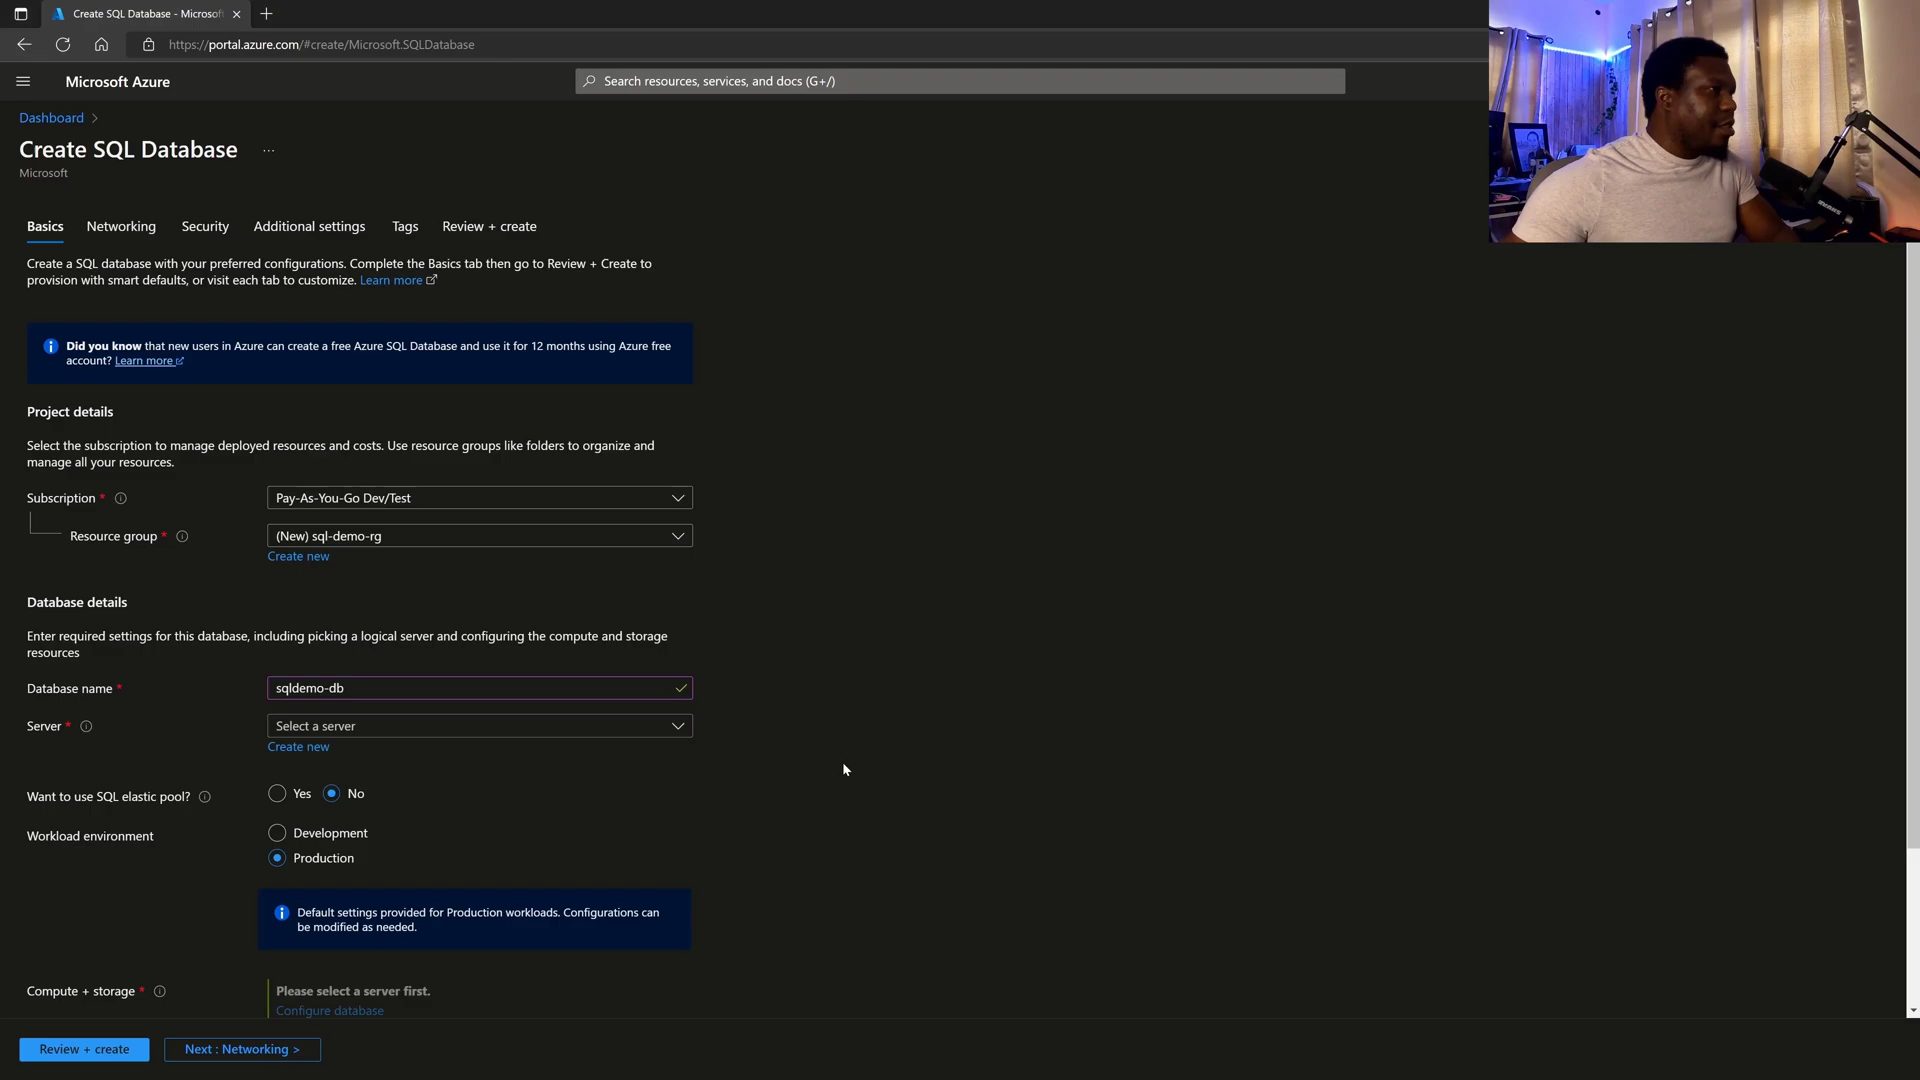 Create SQL Database - Microsoft
https://portal.azure.com/#create/Microsoft.SQLDatabase
Microsoft Azure
Search resources, services, and docs (G+/)
Dashboard >
Create SQL Database ...
Microsoft
Basics Networking Security Additional settings Tags Review + create
Create a SQL database with your preferred configurations. Complete the Basics tab then go to Review + Create to
provision with smart defaults, or visit each tab to customize. Learn more
Did you know that new users in Azure can create a free Azure SQL Database and use it for 12 months using Azure free
account? Learn more
Project details
Select the subscription to manage deployed resources and costs. Use resource groups like folders to organize and
manage all your resources.
Subscription * Pay-As-You-Go Dev/Test
Resource group * (New) sql-demo-rg
Create new
Database details
Enter required settings for this database, including picking a logical server and configuring the compute and storage
resources
Database name * sqldemo-db
Server * Select a server
Create new
Want to use SQL elastic pool? Yes No
Workload environment Development
Production
Default settings provided for Production workloads. Configurations can
be modified as needed.
Compute + storage * Please select a server first.
Configure database
Review + create Next : Networking >